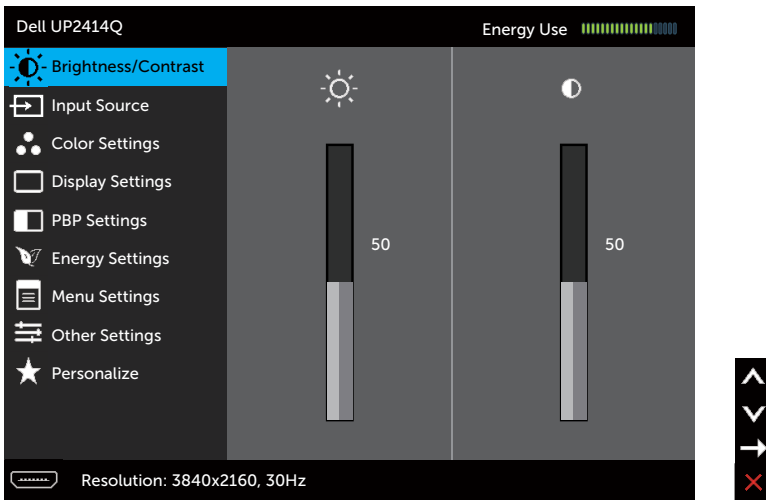 Dell UP2414Q
Energy Use
Brightness/Contrast
Input Source
Color Settings
Display Settings
PBP Settings
Energy Settings
Menu Settings
Other Settings
Personalize
50
50
Resolution: 3840x2160, 30Hz